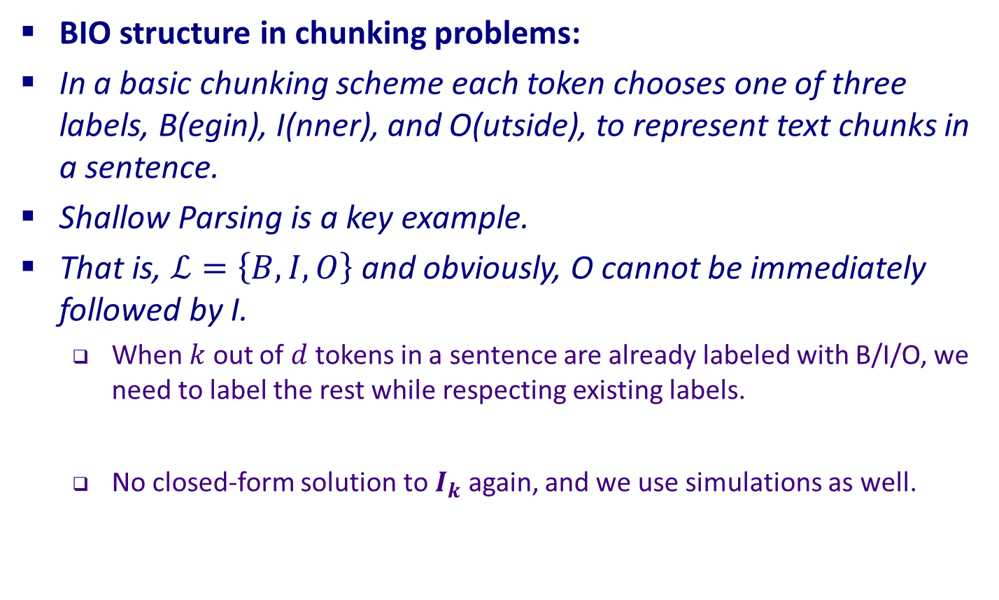 ▪ BIO structure in chunking problems:
▪ In a basic chunking scheme each token chooses one of three
labels, B(egin), I(nner), and O(utside), to represent text chunks in
a sentence.
▪ Shallow Parsing is a key example.
▪ That is, ℒ = {B, I, O} and obviously, O cannot be immediately
followed by I.
❑ When k out of d tokens in a sentence are already labeled with B/I/O, we
need to label the rest while respecting existing labels.
❑ No closed-form solution to I_k again, and we use simulations as well.